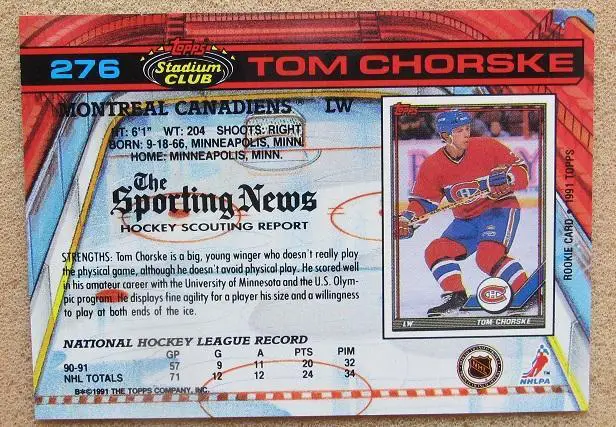 276
Topps
Stadium
CLUB
TOM CHORSKE
MONTREAL CANADIENS™ LW
HT: 6'1" WT: 204 SHOOTS: RIGHT
BORN: 9-18-66, MINNEAPOLIS, MINN.
HOME: MINNEAPOLIS, MINN.
The
Sporting News
HOCKEY SCOUTING REPORT
STRENGTHS: Tom Chorske is a big, young winger who doesn't really play
the physical game, although he doesn't avoid physical play. He scored well
in his amateur career with the University of Minnesota and the U.S. Olym-
pic program. He displays fine agility for a player his size and a willingness
to play at both ends of the ice.
NATIONAL HOCKEY LEAGUE RECORD
GP G A PTS PIM
90-91 57 9 11 20 32
NHL TOTALS 71 12 12 24 34
B*©1991 THE TOPPS COMPANY, INC.
Topps
LW TOM CHORSKE
ROOKIE CARD • 1991 TOPPS
NHL
NHLPA™